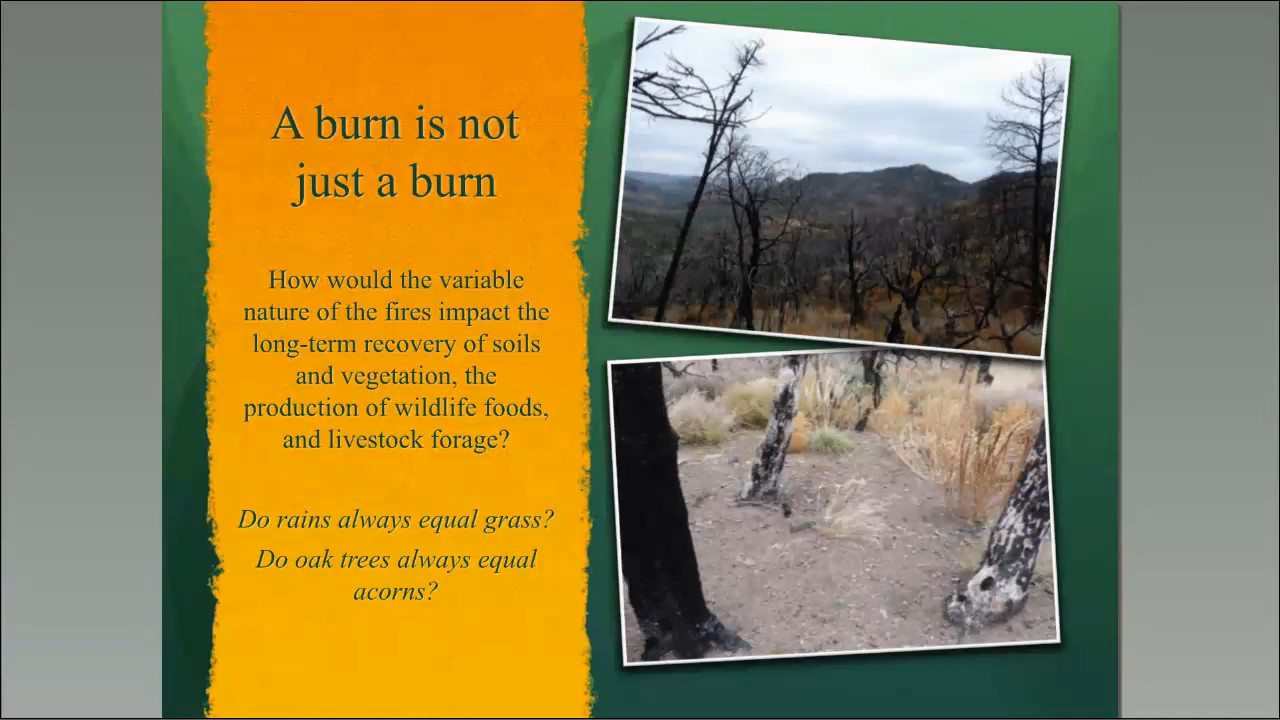 A burn is not
just a burn
How would the variable
nature of the fires impact the
long-term recovery of soils
and vegetation, the
production of wildlife foods,
and livestock forage?
Do rains always equal grass?
Do oak trees always equal
acorns?